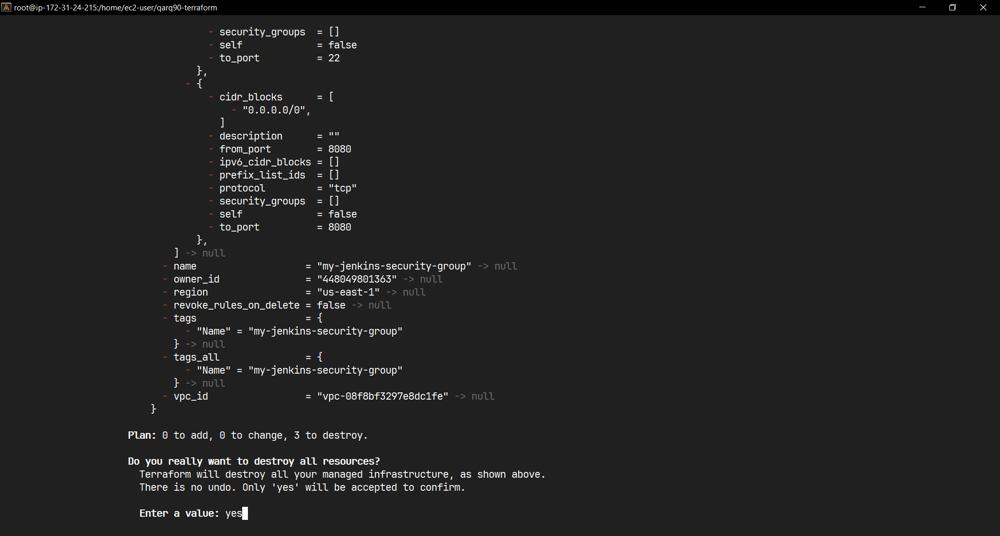 root@ip-172-31-24-215:/home/ec2-user/qarq90-terraform
- security_groups = []
- self = false
- to_port = 22
},
- {
- cidr_blocks = [
- "0.0.0.0/0",
]
- description = ""
- from_port = 8080
- ipv6_cidr_blocks = []
- prefix_list_ids = []
- protocol = "tcp"
- security_groups = []
- self = false
- to_port = 8080
},
] -> null
- name = "my-jenkins-security-group" -> null
- owner_id = "448049801363" -> null
- region = "us-east-1" -> null
- revoke_rules_on_delete = false -> null
- tags = {
- "Name" = "my-jenkins-security-group"
} -> null
- tags_all = {
- "Name" = "my-jenkins-security-group"
} -> null
- vpc_id = "vpc-08f8bf3297e8dc1fe" -> null
}
Plan: 0 to add, 0 to change, 3 to destroy.
Do you really want to destroy all resources?
Terraform will destroy all your managed infrastructure, as shown above.
There is no undo. Only 'yes' will be accepted to confirm.
Enter a value: yes